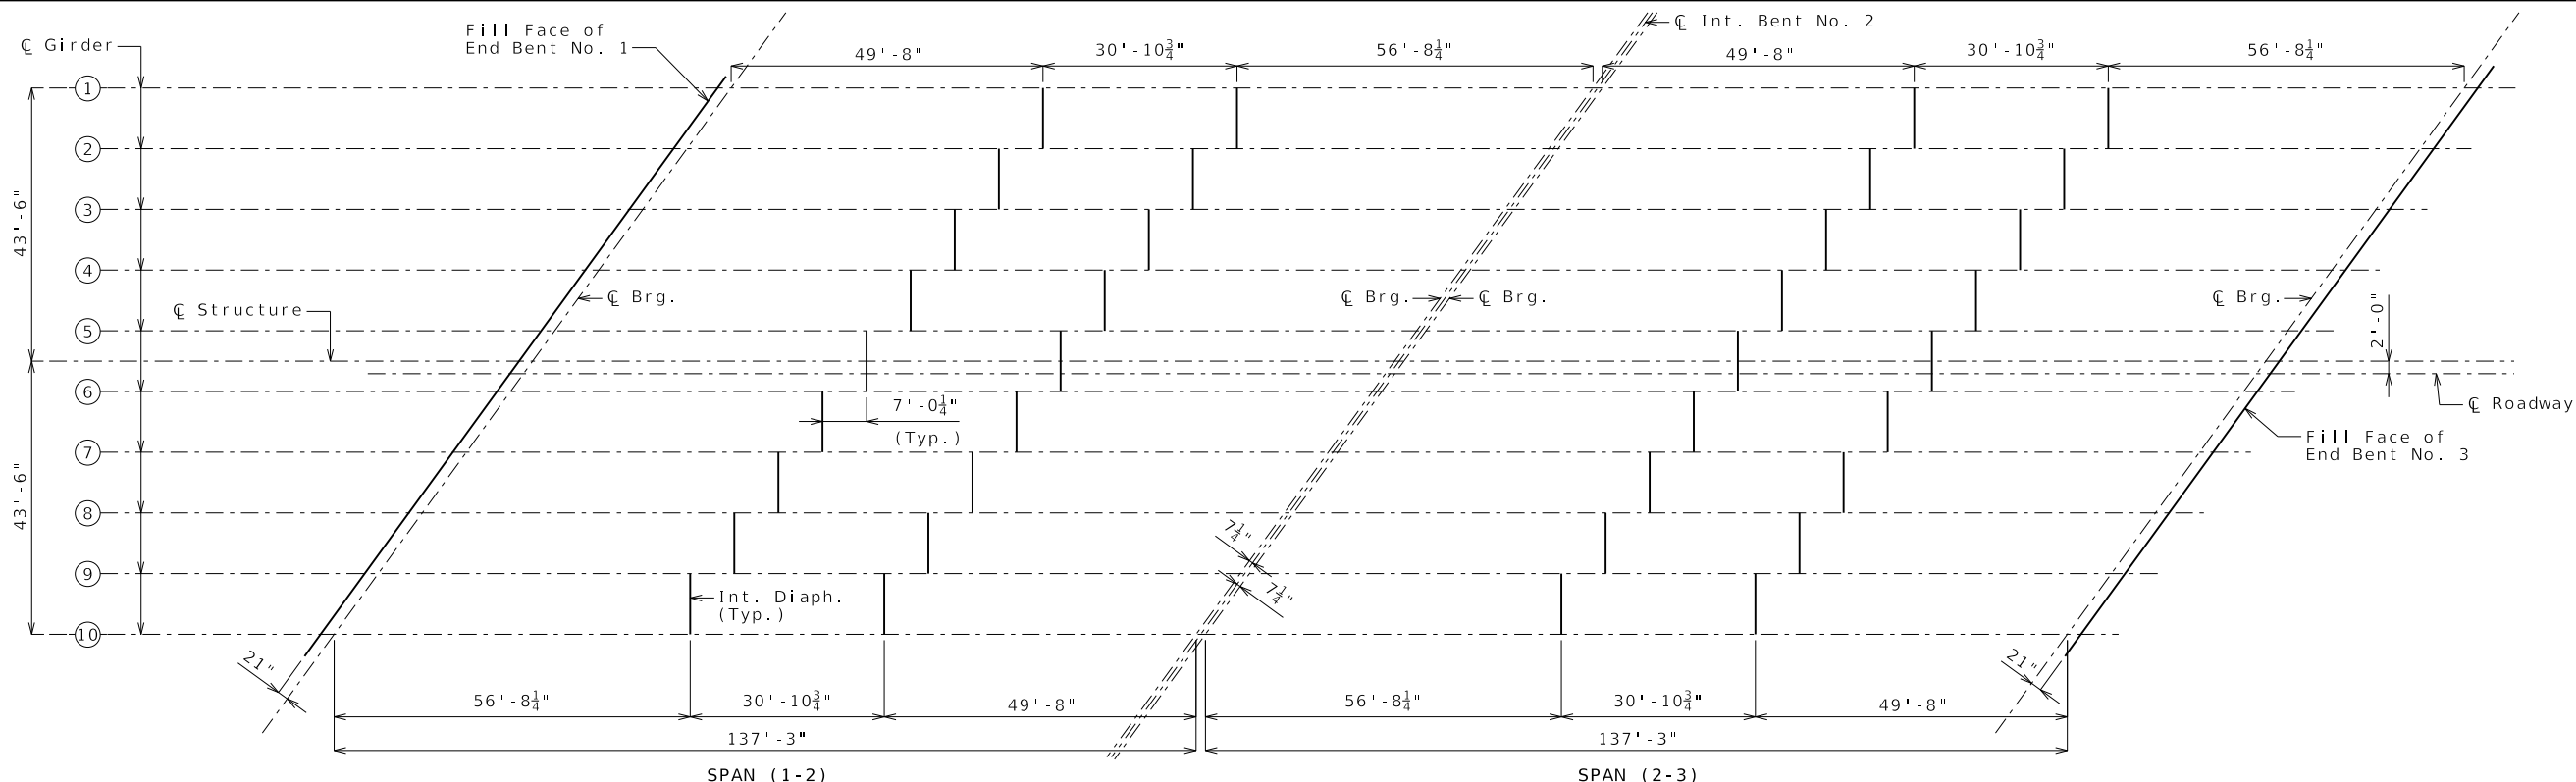 ℄ Int. Bent No. 2
Fill Face of
End Bent No. 1
℄ Girder
49'-8"
30'-10¾"
56'-8¼"
49'-8"
30'-10¾"
56'-8¼"
1
2
3
4
5
6
7
8
9
10
43'-6"
43'-6"
℄ Structure
℄ Brg.
℄ Brg.
℄ Brg.
℄ Brg.
2'-0"
℄ Roadway
7'-0¼"
(Typ.)
Fill Face of
End Bent No. 3
7¼"
7¼"
Int. Diaph.
(Typ.)
21"
21"
56'-8¼"
30'-10¾"
49'-8"
56'-8¼"
30'-10¾"
49'-8"
137'-3"
137'-3"
SPAN (1-2)
SPAN (2-3)